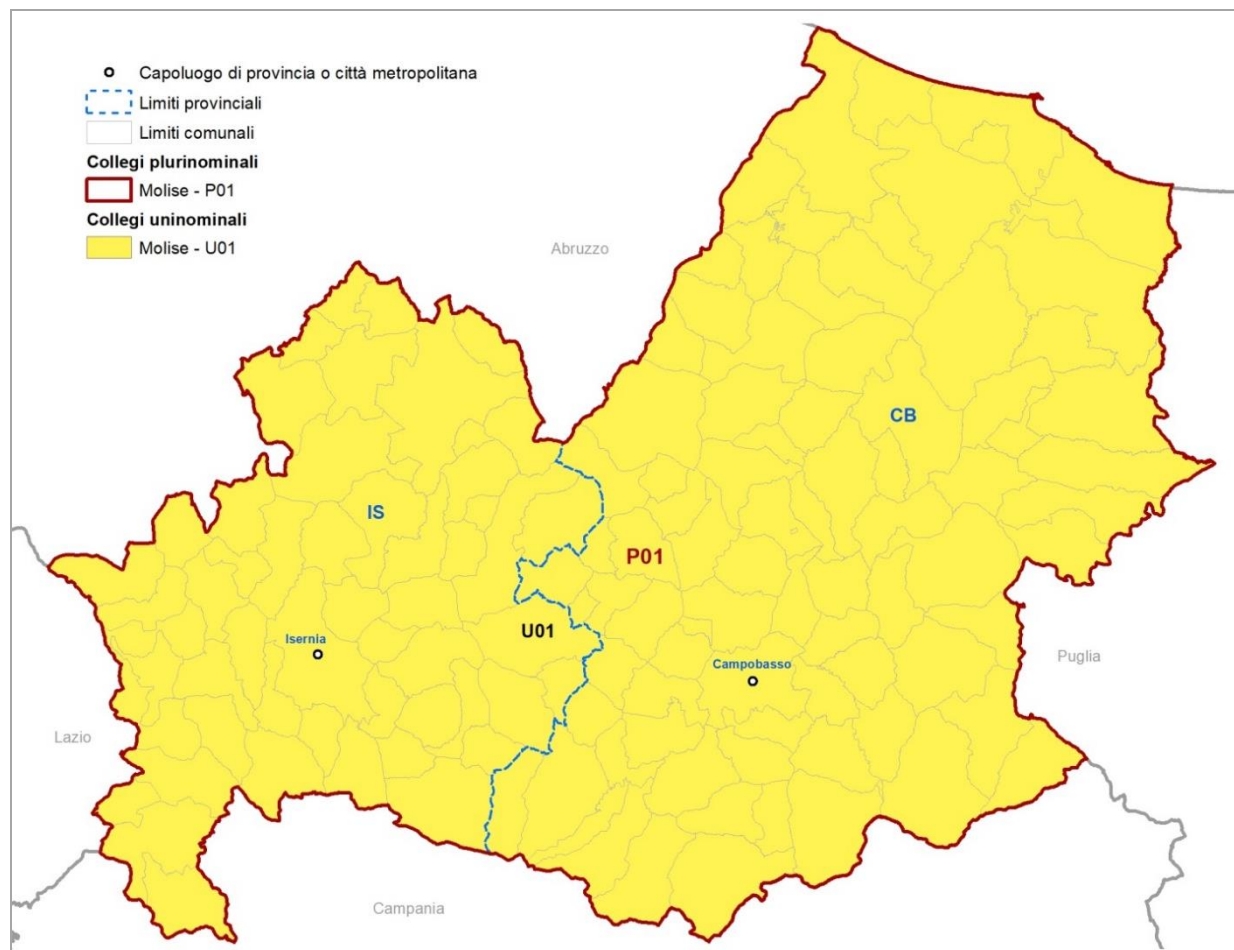 Capoluogo di provincia o città metropolitana
Limiti provinciali
Limiti comunali
Collegi plurinominali
Molise - P01
Collegi uninominali
Molise - U01
Abruzzo
CB
IS
P01
U01
Isernia
Campobasso
Puglia
Lazio
Campania